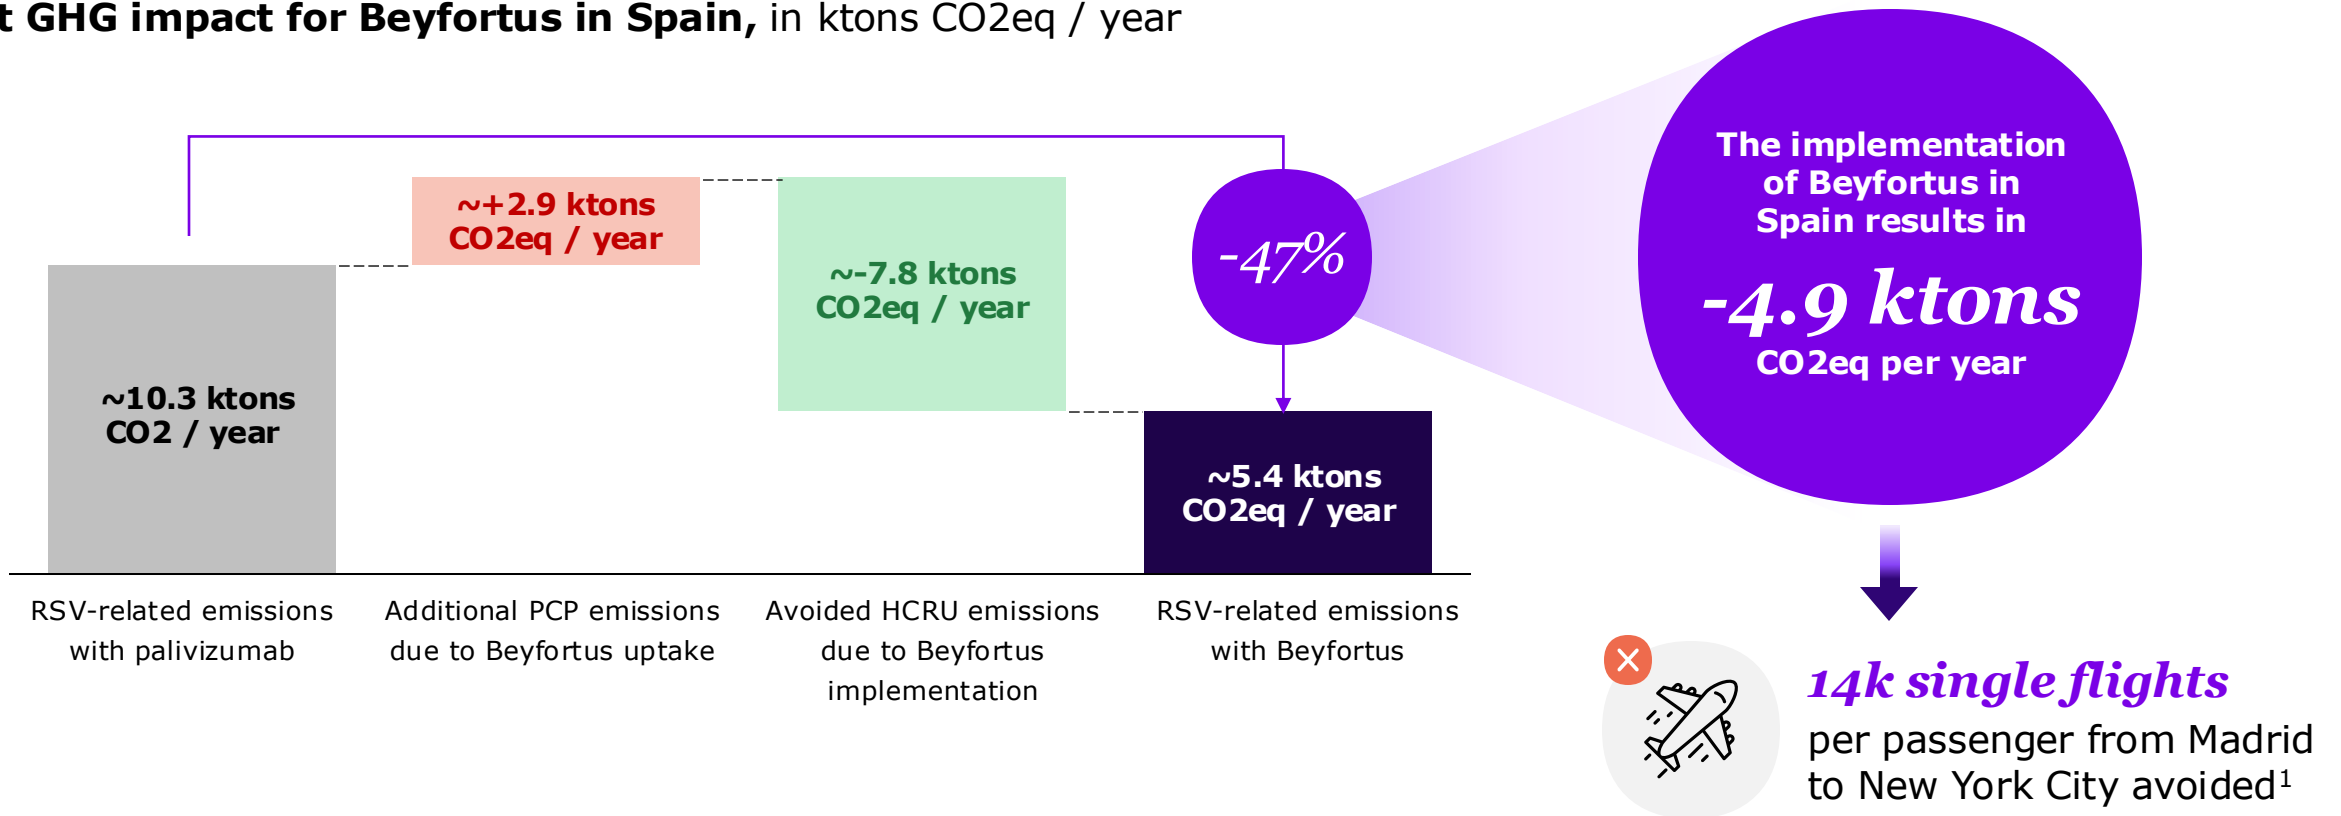 t GHG impact for Beyfortus in Spain, in ktons CO2eq / year
~10.3 ktons
CO2 / year
~+2.9 ktons
CO2eq / year
~-7.8 ktons
CO2eq / year
-47%
~5.4 ktons
CO2eq / year
RSV-related emissions
with palivizumab
Additional PCP emissions
due to Beyfortus uptake
Avoided HCRU emissions
due to Beyfortus
implementation
RSV-related emissions
with Beyfortus
The implementation
of Beyfortus in
Spain results in
-4.9 ktons
CO2eq per year
14k single flights
per passenger from Madrid
to New York City avoided¹